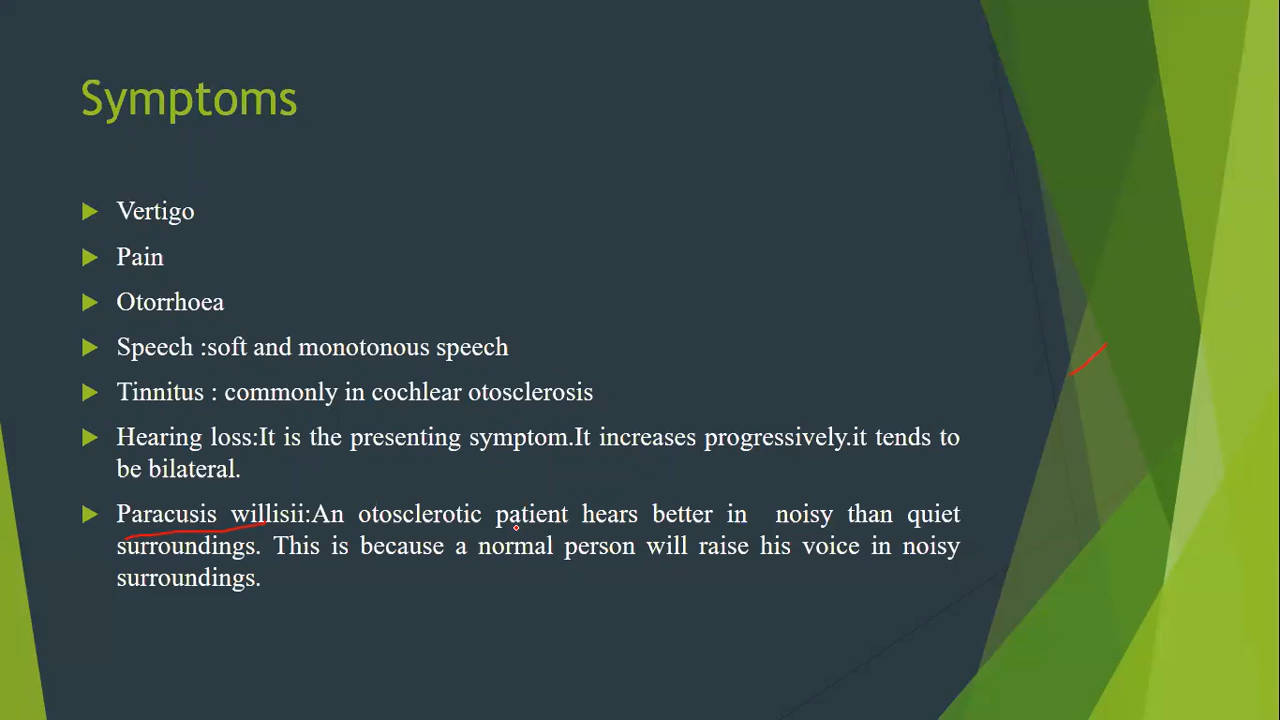 Symptoms
Vertigo
Pain
Otorrhoea
Speech :soft and monotonous speech
Tinnitus : commonly in cochlear otosclerosis
Hearing loss:It is the presenting symptom.It increases progressively.it tends to
be bilateral.
Paracusis willisii:An otosclerotic patient hears better in noisy than quiet
surroundings. This is because a normal person will raise his voice in noisy
surroundings.